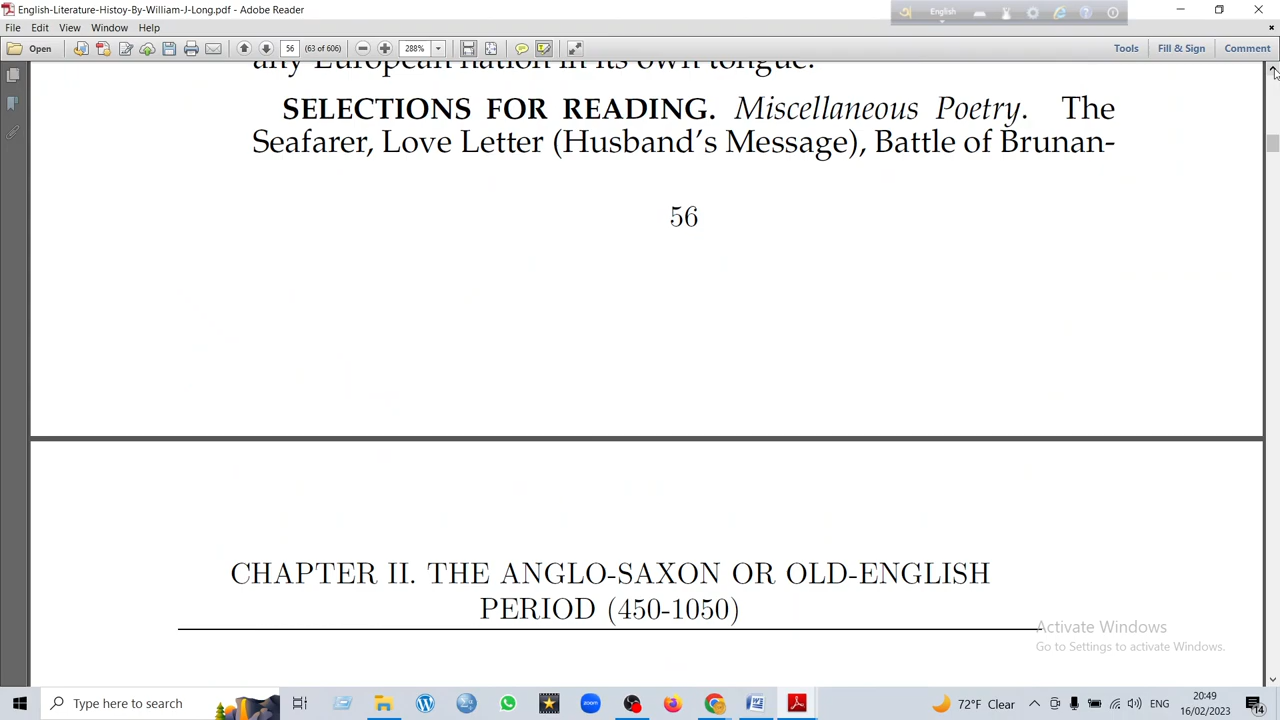 English-Literature-Histoy-By-William-J-Long.pdf - Adobe Reader
English
File Edit View Window Help
Open 56 (63 of 606) 288% Tools Fill & Sign Comment
any European nation in its own tongue.
SELECTIONS FOR READING. Miscellaneous Poetry. The
Seafarer, Love Letter (Husband's Message), Battle of Brunan-
56
CHAPTER II. THE ANGLO-SAXON OR OLD-ENGLISH
PERIOD (450-1050)
Activate Windows
Go to Settings to activate Windows.
Type here to search
zoom
72°F Clear
ENG
20:49
16/02/2023
14